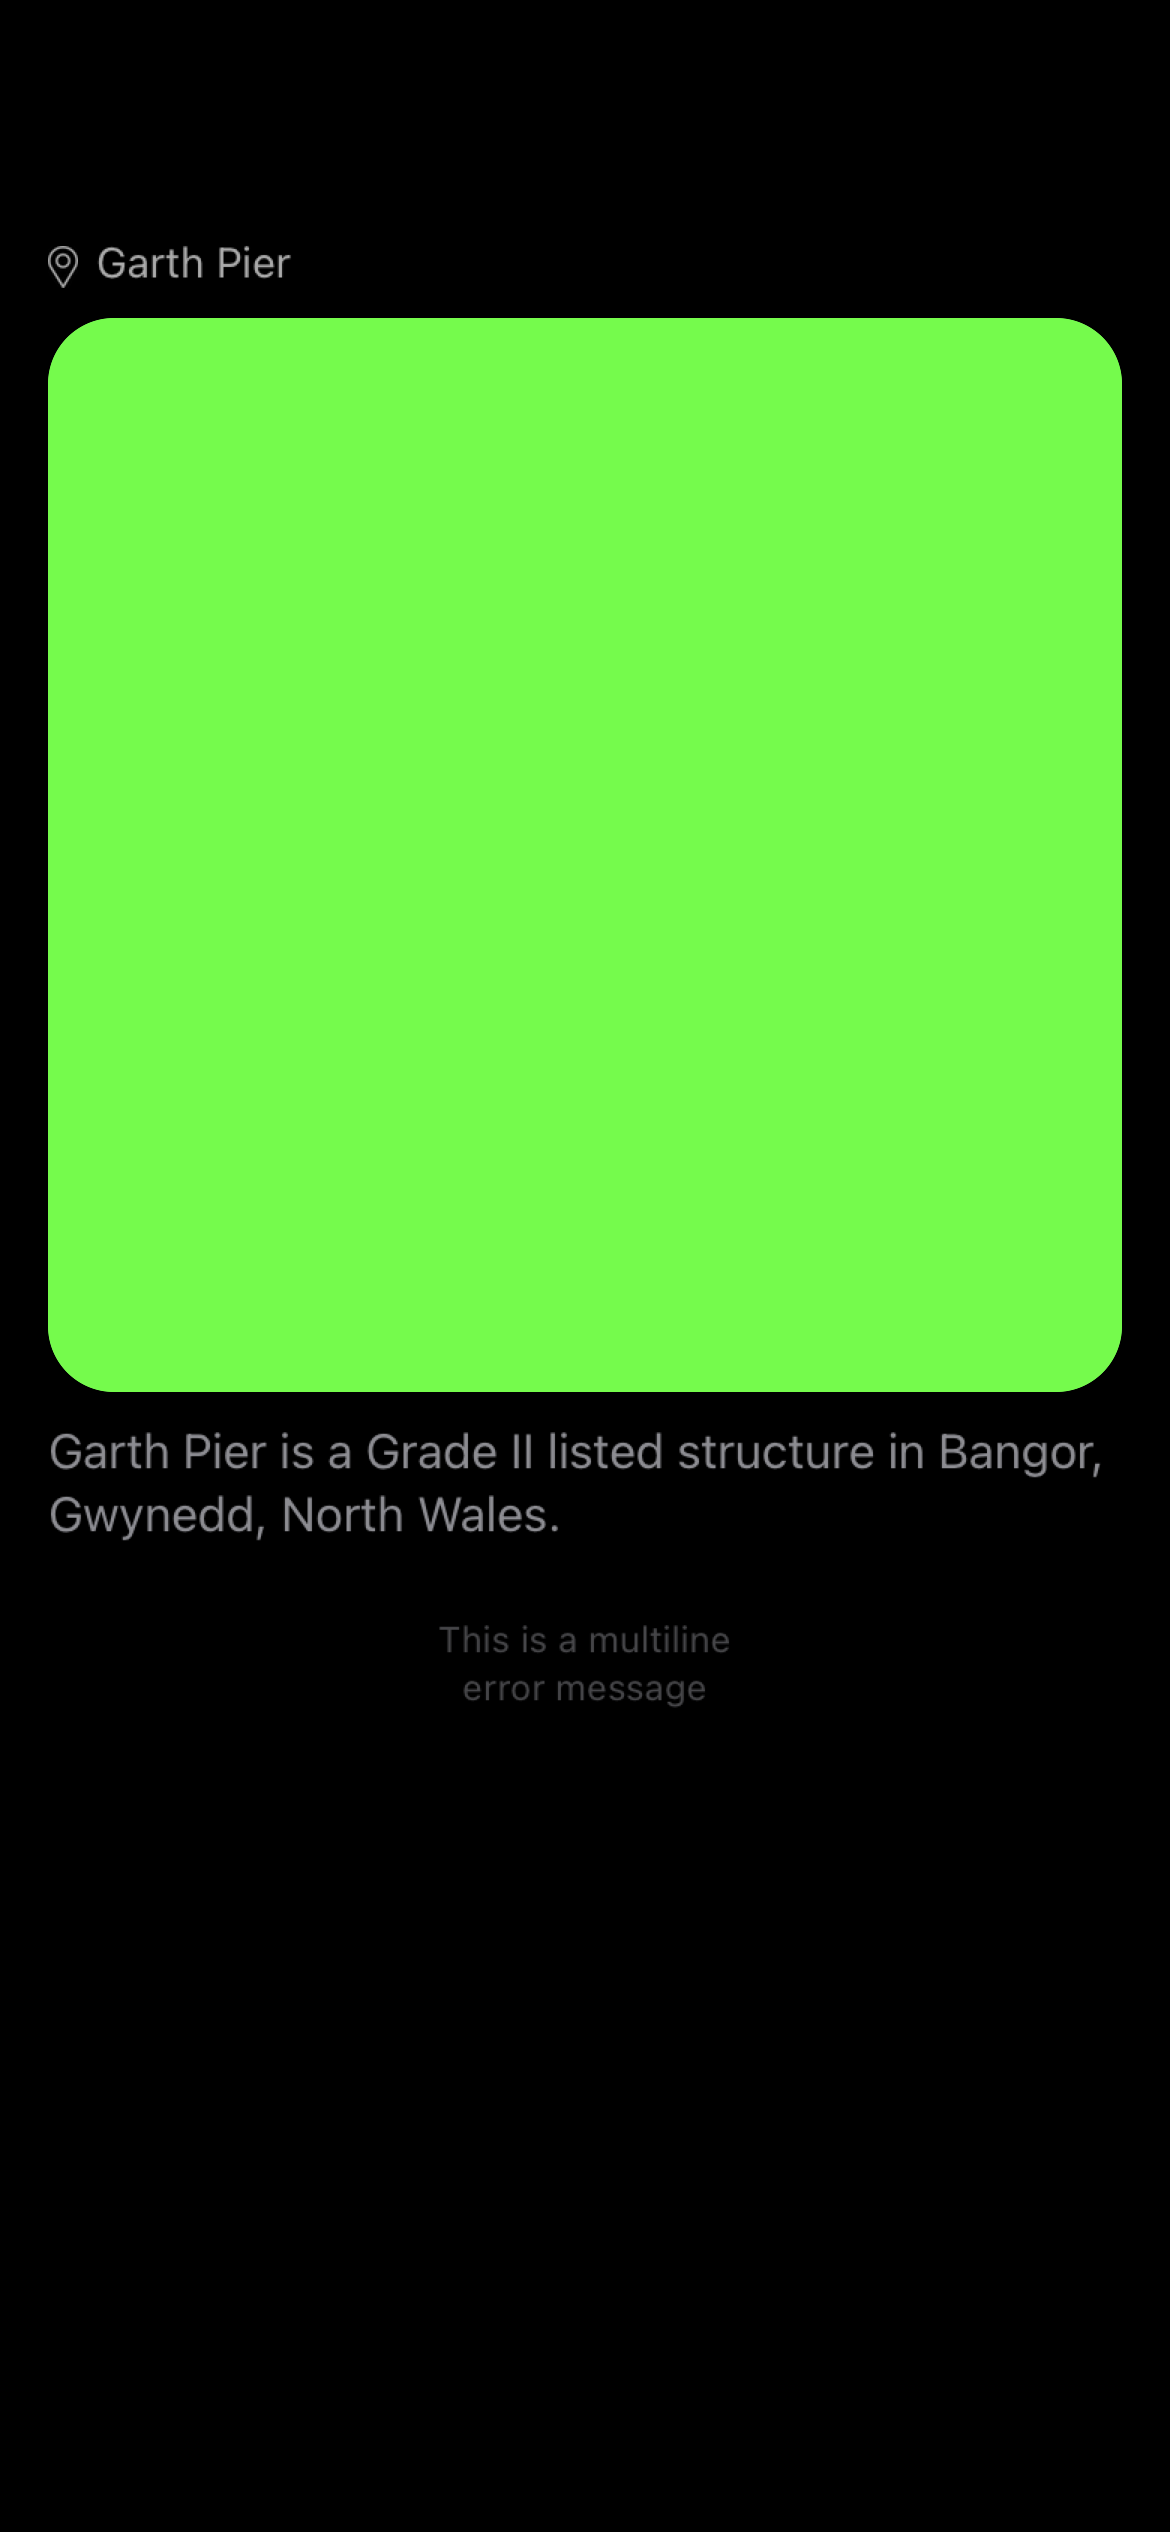 Garth Pier
Garth Pier is a Grade II listed structure in Bangor,
Gwynedd, North Wales.
This is a multiline
error message